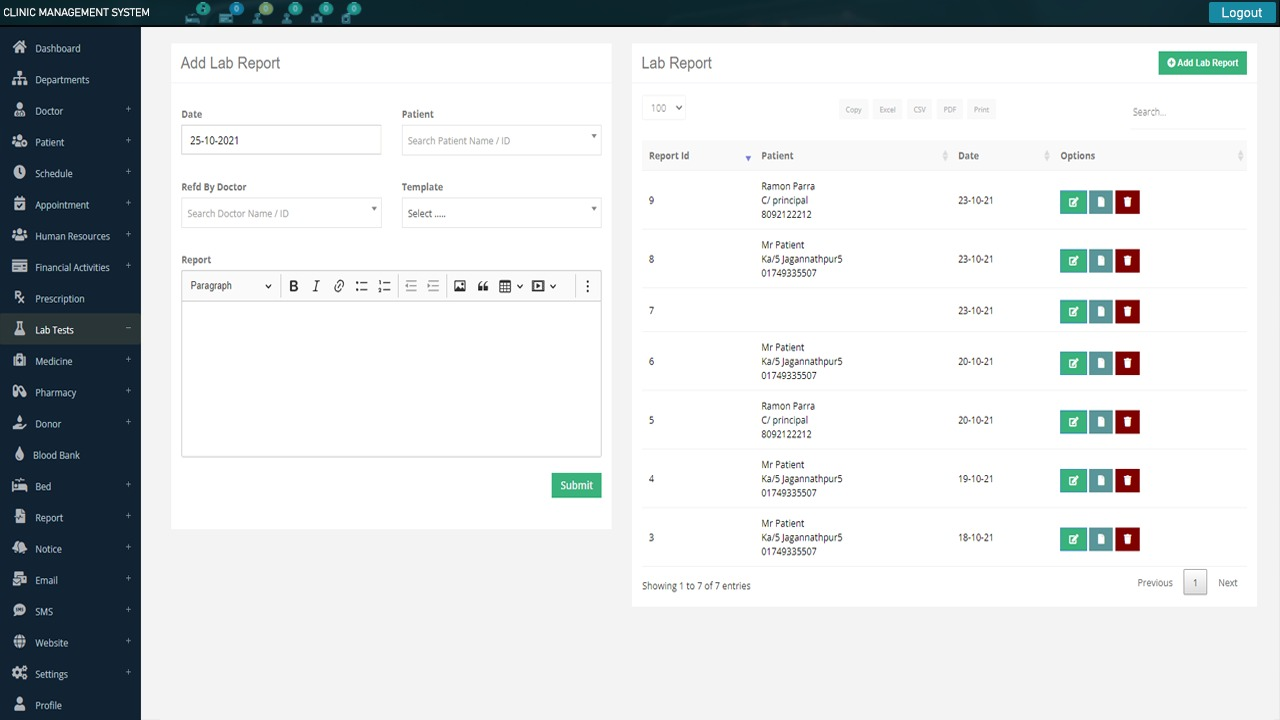 CLINIC MANAGEMENT SYSTEM
0 0 0 0 0 0
Logout
Dashboard
Departments
Doctor +
Patient +
Schedule +
Appointment +
Human Resources +
Financial Activities +
Prescription
Lab Tests −
Medicine +
Pharmacy +
Donor +
Blood Bank
Bed +
Report +
Notice +
Email +
SMS +
Website +
Settings +
Profile
Add Lab Report
Date
25-10-2021
Patient
Search Patient Name / ID
Refd By Doctor
Search Doctor Name / ID
Template
Select .....
Report
Paragraph B I
Submit
Lab Report
Add Lab Report
100
Copy Excel CSV PDF Print
Search...
Report Id Patient Date Options
9 Ramon Parra 23-10-21
C/ principal
8092122212
8 Mr Patient 23-10-21
Ka/5 Jagannathpur5
01749335507
7 23-10-21
6 Mr Patient 20-10-21
Ka/5 Jagannathpur5
01749335507
5 Ramon Parra 20-10-21
C/ principal
8092122212
4 Mr Patient 19-10-21
Ka/5 Jagannathpur5
01749335507
3 Mr Patient 18-10-21
Ka/5 Jagannathpur5
01749335507
Showing 1 to 7 of 7 entries
Previous 1 Next